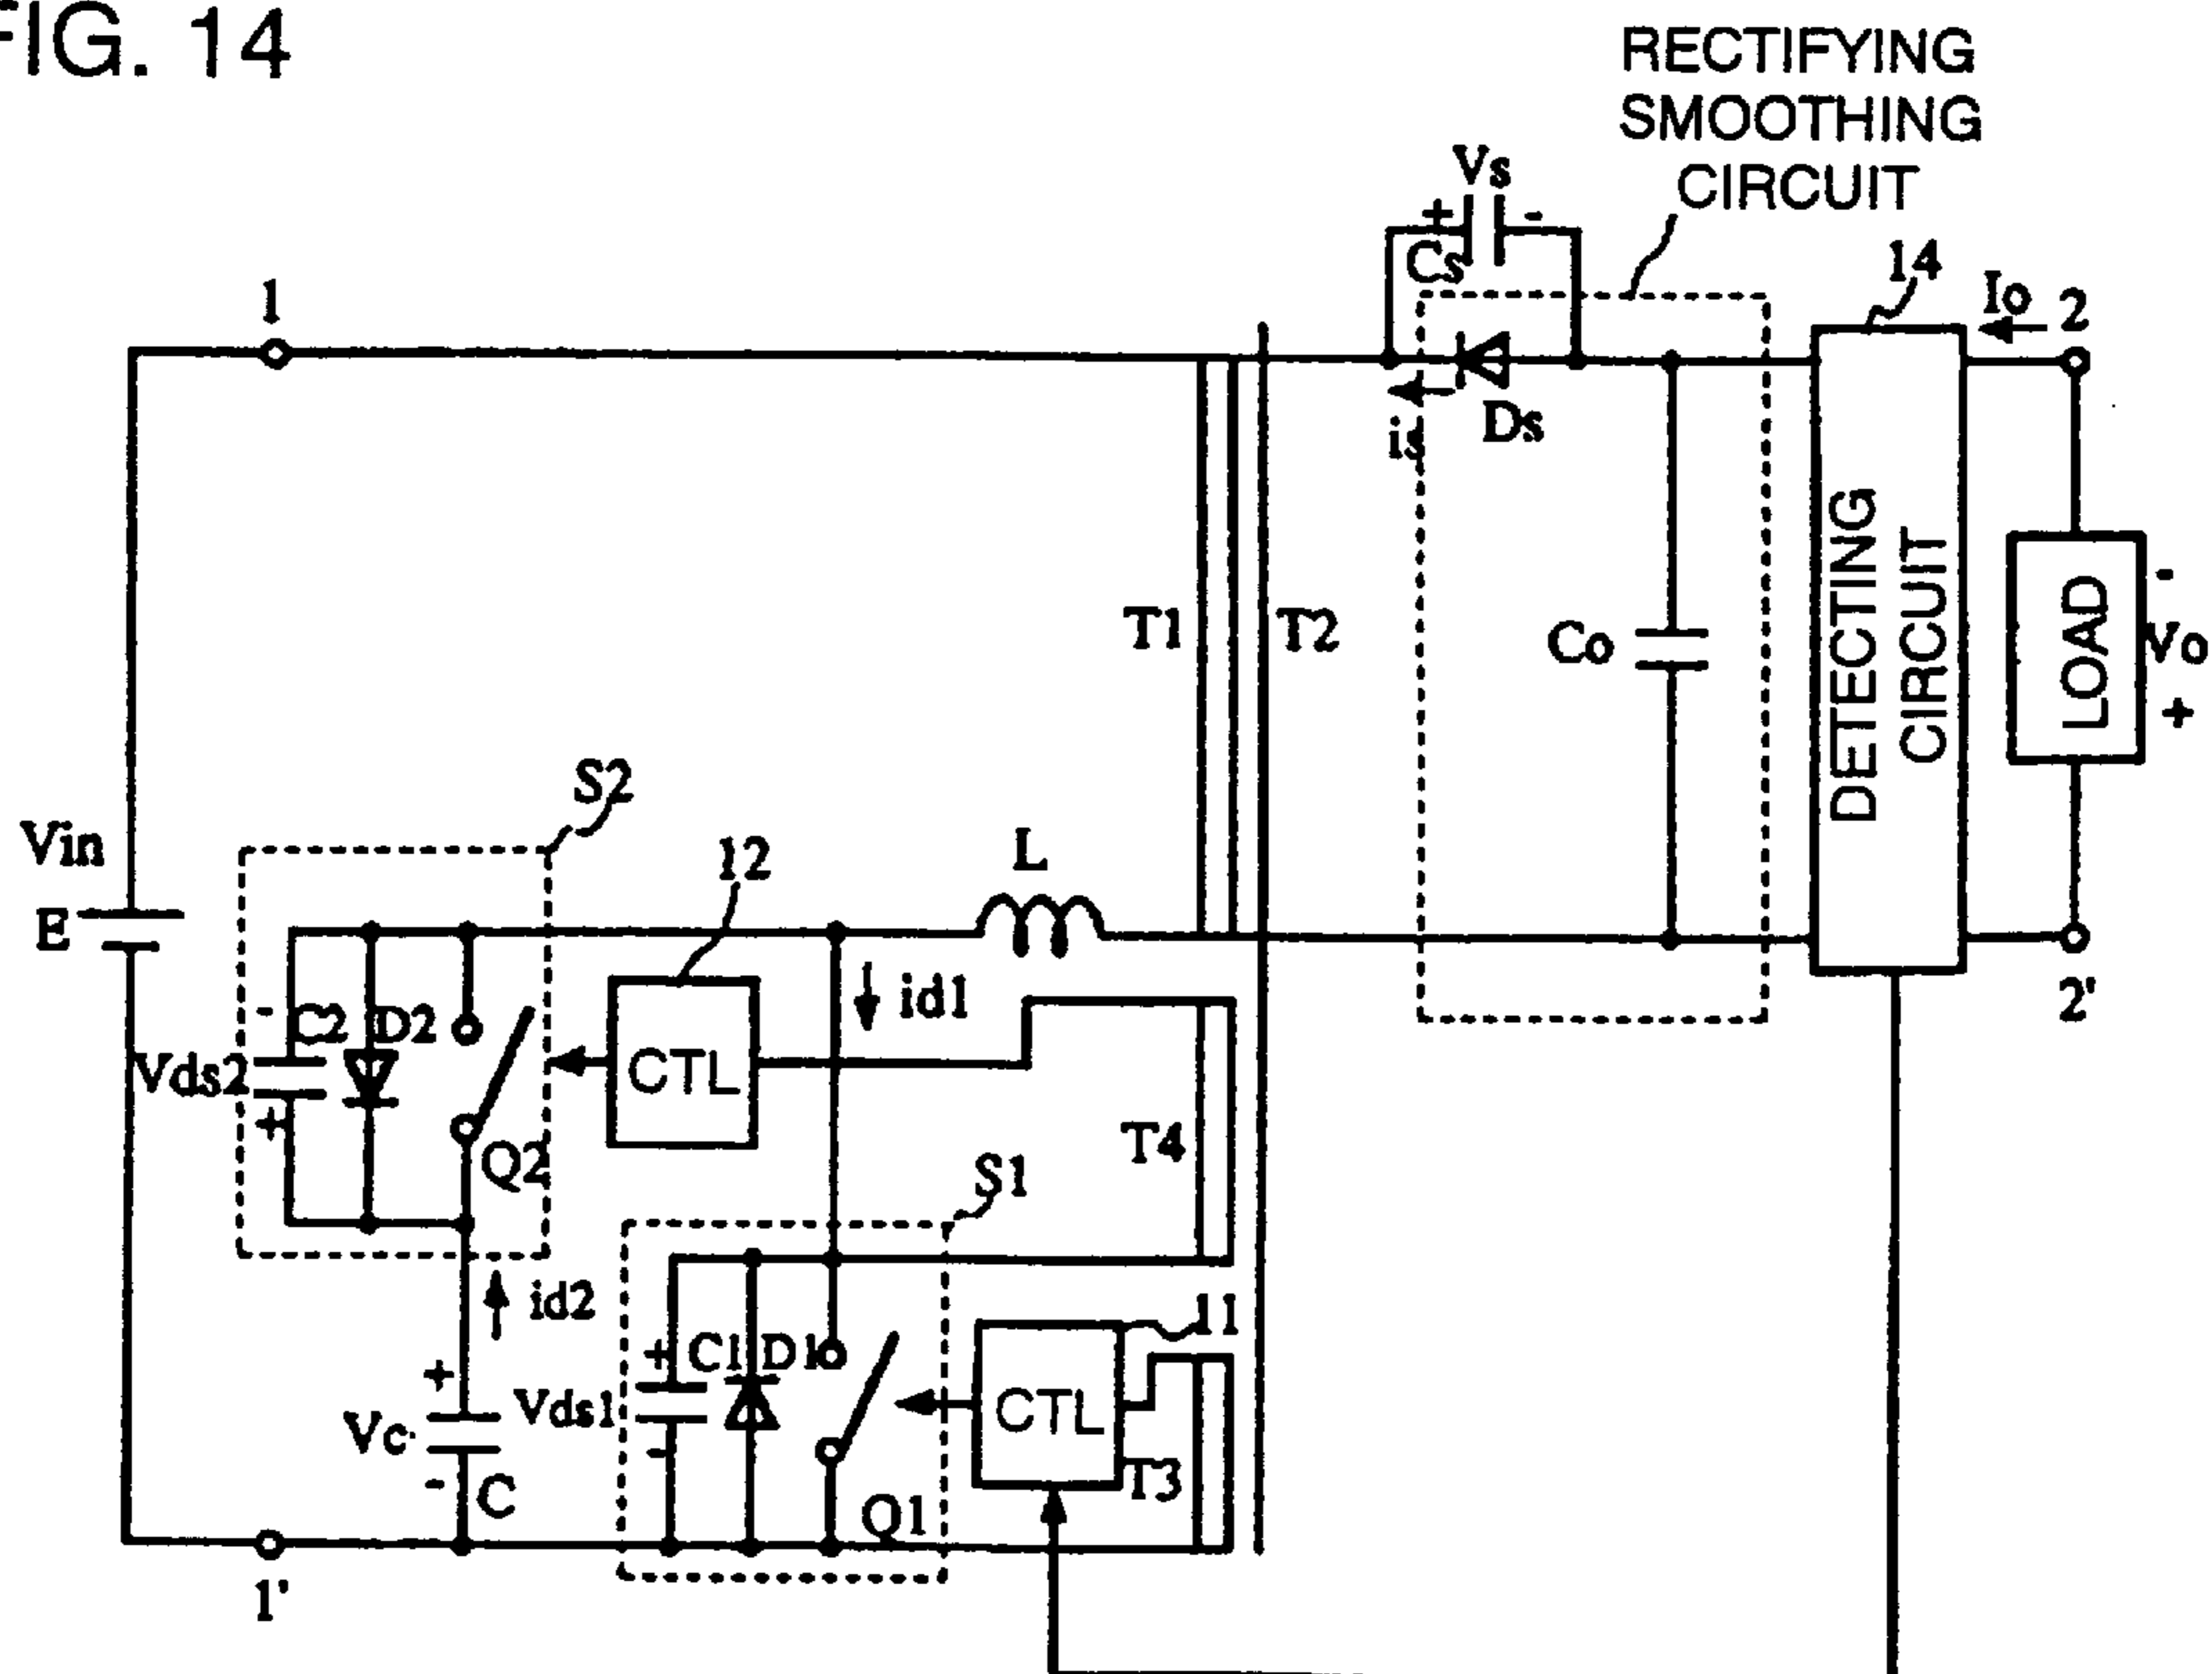 FIG. 14
RECTIFYING
SMOOTHING
CIRCUIT
Vs
+ -
Cs
14
Io
2
1
is
Ds
T1
T2
Co
DETECTING
CIRCUIT
LOAD
-
Vo
+
S2
Vin
12
L
E
2'
id1
- C2 D2
Vds2
+
CTL
Q2
T4
S1
id2
11
+ C1 D1
+
Vc
-
C
Vds1
-
CTL
T3
Q1
1'